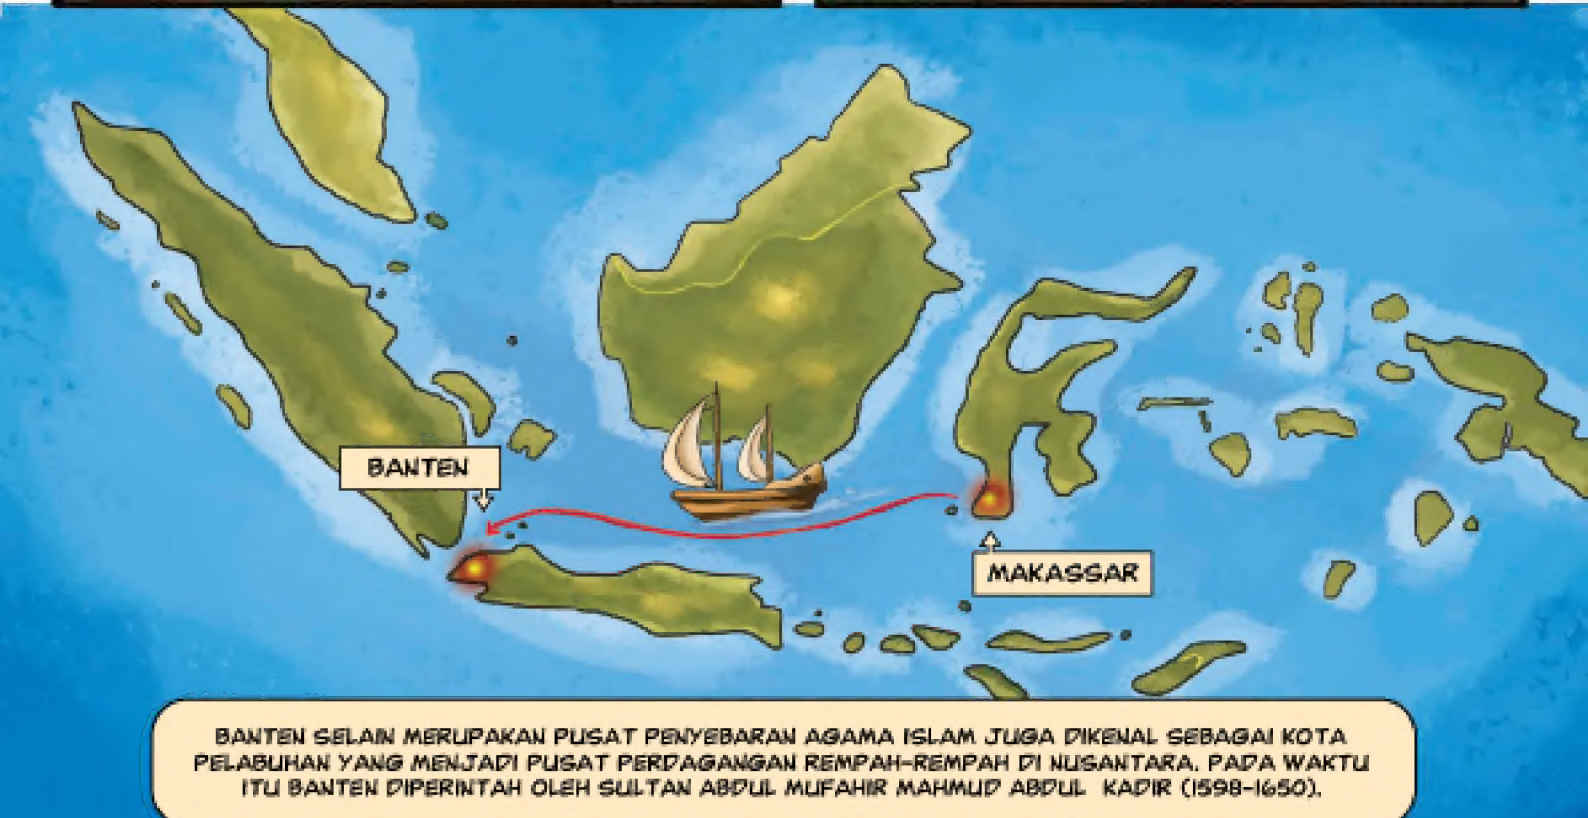 BANTEN
MAKASSAR
BANTEN SELAIN MERUPAKAN PUSAT PENYEBARAN AGAMA ISLAM JUGA DIKENAL SEBAGAI KOTA
PELABUHAN YANG MENJADI PUSAT PERDAGANGAN REMPAH-REMPAH DI NUSANTARA. PADA WAKTU
ITU BANTEN DIPERINTAH OLEH SULTAN ABDUL MUFAHIR MAHMUD ABDUL KADIR (1598-1650).